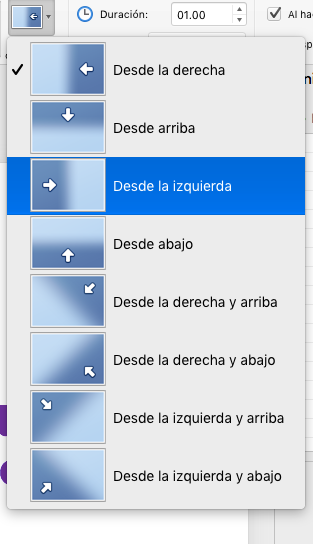 Duración: 01.00 Al ha
Desde la derecha
Desde arriba
Desde la izquierda
Desde abajo
Desde la derecha y arriba
Desde la derecha y abajo
Desde la izquierda y arriba
Desde la izquierda y abajo